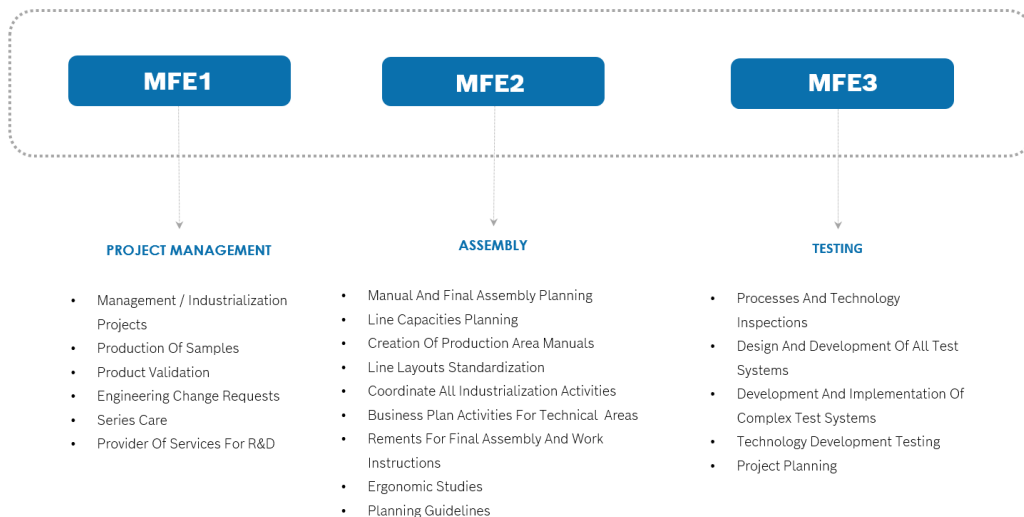 MFE1
MFE2
MFE3
PROJECT MANAGEMENT
Management / Industrialization
Projects
Production Of Samples
Product Validation
Engineering Change Requests
Series Care
Provider Of Services For R&D
ASSEMBLY
Manual And Final Assembly Planning
Line Capacities Planning
Creation Of Production Area Manuals
Line Layouts Standardization
Coordinate All Industrialization Activities
Business Plan Activities For Technical Areas
Rements For Final Assembly And Work
Instructions
Ergonomic Studies
Planning Guidelines
TESTING
Processes And Technology
Inspections
Design And Development Of All Test
Systems
Development And Implementation Of
Complex Test Systems
Technology Development Testing
Project Planning